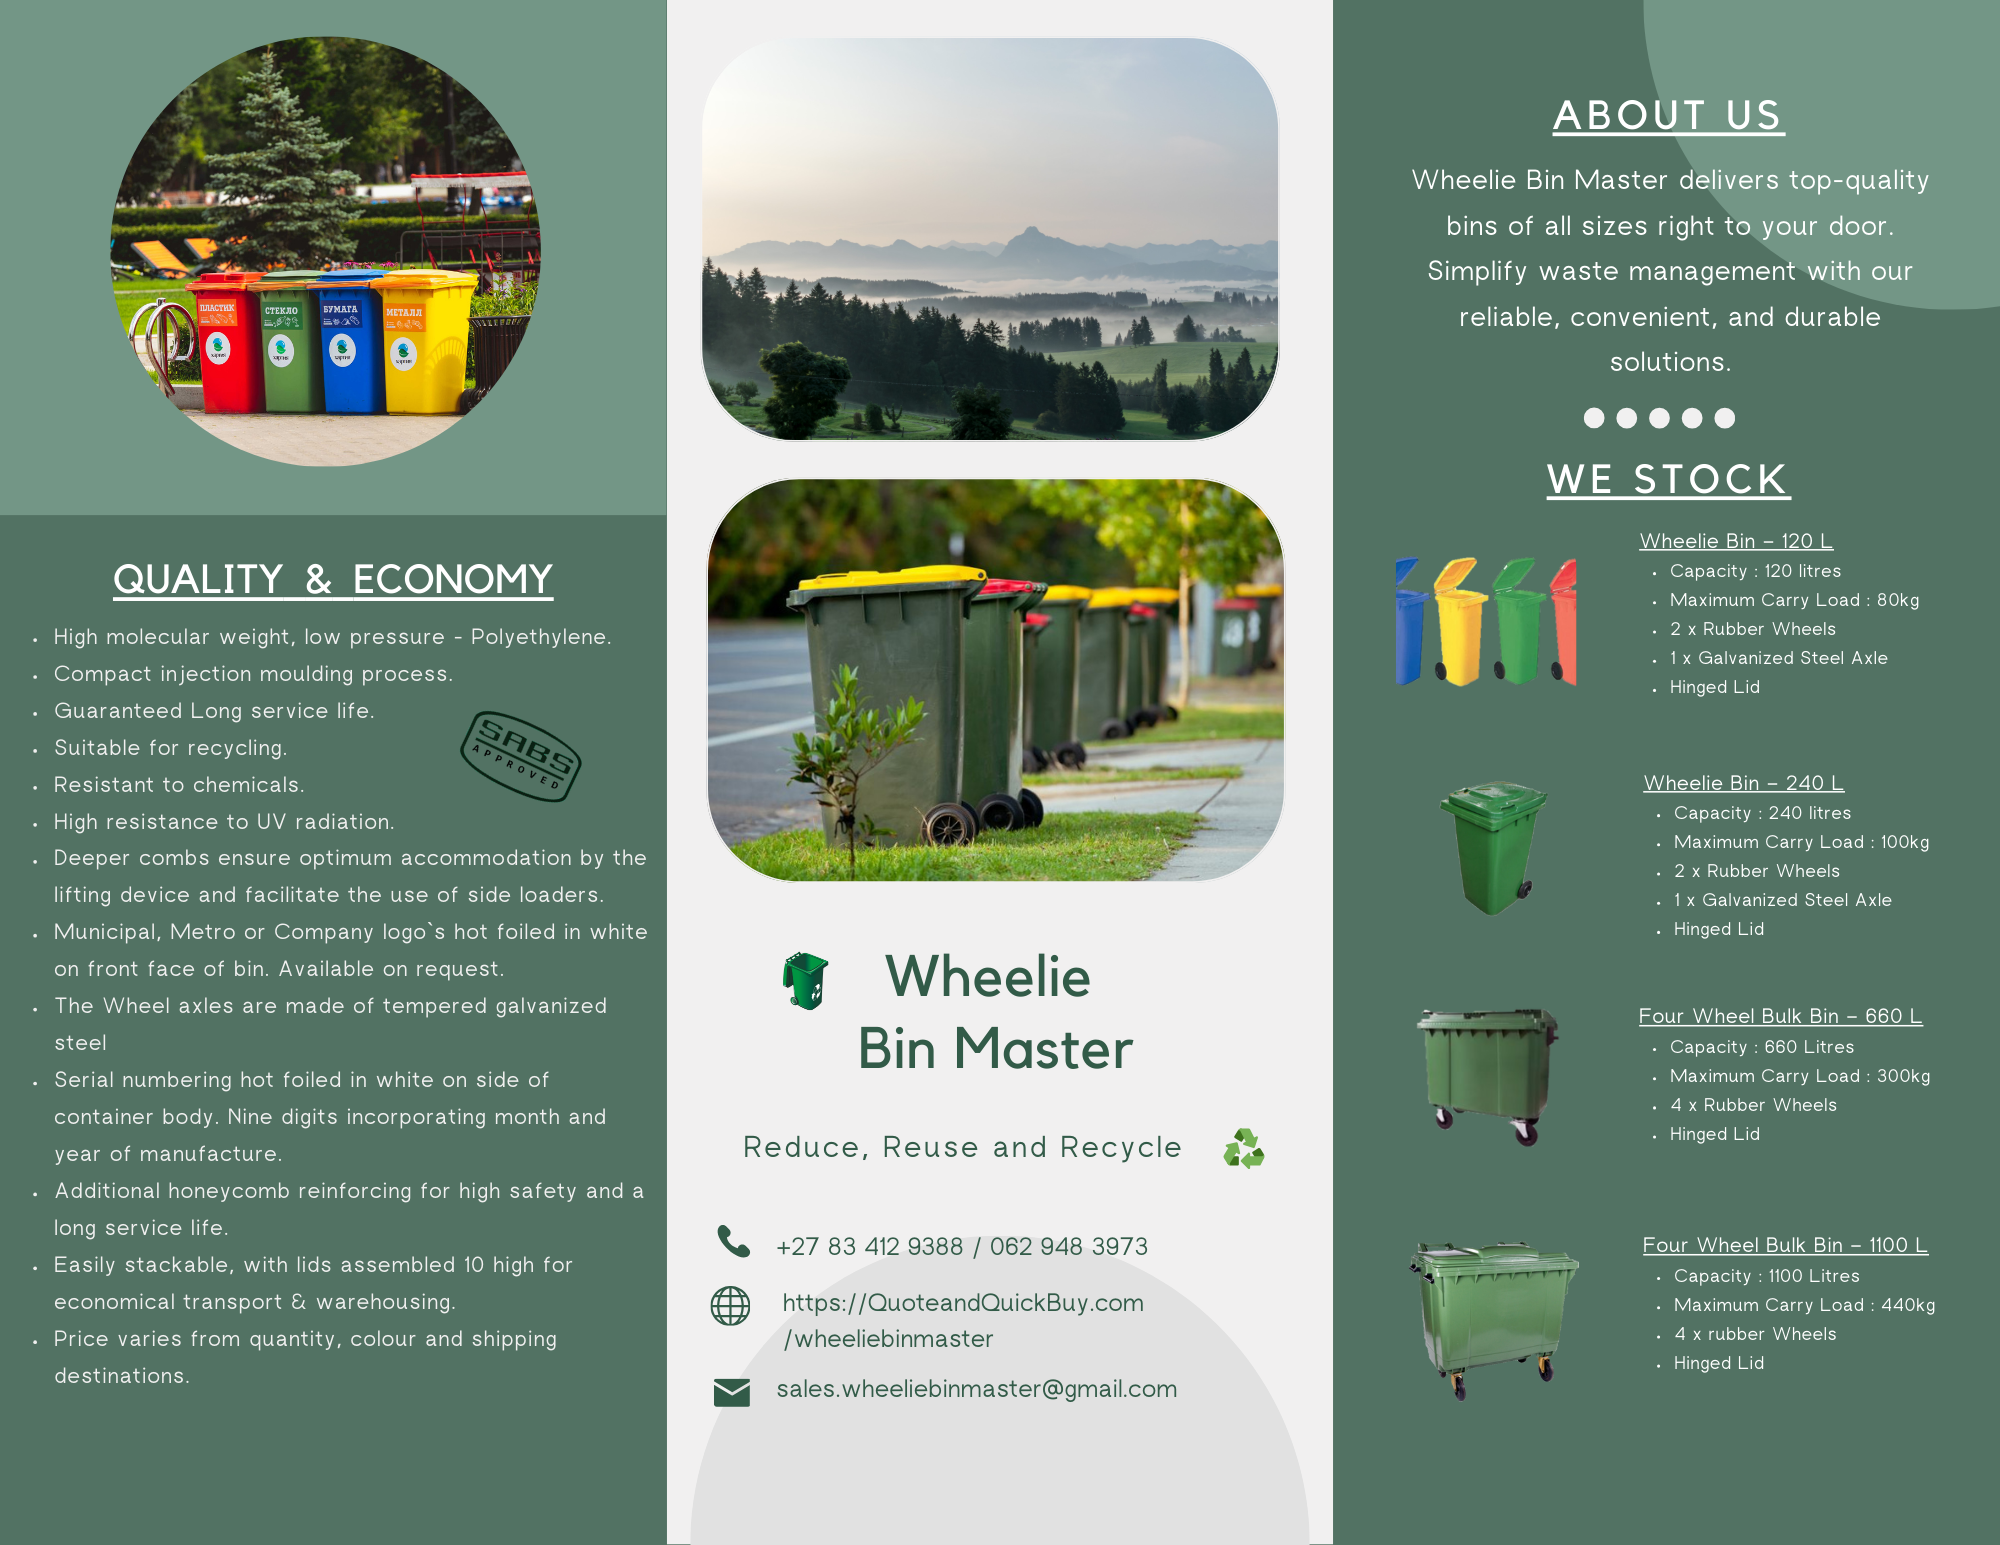 ПЛАСТИК
СТЕКЛО
БУМАГА
МЕТАЛЛ
QUALITY & ECONOMY
High molecular weight, low pressure - Polyethylene.
Compact injection moulding process.
Guaranteed Long service life.
Suitable for recycling.
Resistant to chemicals.
High resistance to UV radiation.
Deeper combs ensure optimum accommodation by the
lifting device and facilitate the use of side loaders.
Municipal, Metro or Company logo`s hot foiled in white
on front face of bin. Available on request.
The Wheel axles are made of tempered galvanized
steel
Serial numbering hot foiled in white on side of
container body. Nine digits incorporating month and
year of manufacture.
Additional honeycomb reinforcing for high safety and a
long service life.
Easily stackable, with lids assembled 10 high for
economical transport & warehousing.
Price varies from quantity, colour and shipping
destinations.
SABS
APPROVED
Wheelie
Bin Master
Reduce, Reuse and Recycle
+27 83 412 9388 / 062 948 3973
https://QuoteandQuickBuy.com
/wheeliebinmaster
sales.wheeliebinmaster@gmail.com
ABOUT US
Wheelie Bin Master delivers top-quality
bins of all sizes right to your door.
Simplify waste management with our
reliable, convenient, and durable
solutions.
WE STOCK
Wheelie Bin – 120 L
Capacity : 120 litres
Maximum Carry Load : 80kg
2 x Rubber Wheels
1 x Galvanized Steel Axle
Hinged Lid
Wheelie Bin – 240 L
Capacity : 240 litres
Maximum Carry Load : 100kg
2 x Rubber Wheels
1 x Galvanized Steel Axle
Hinged Lid
Four Wheel Bulk Bin – 660 L
Capacity : 660 Litres
Maximum Carry Load : 300kg
4 x Rubber Wheels
Hinged Lid
Four Wheel Bulk Bin – 1100 L
Capacity : 1100 Litres
Maximum Carry Load : 440kg
4 x rubber Wheels
Hinged Lid